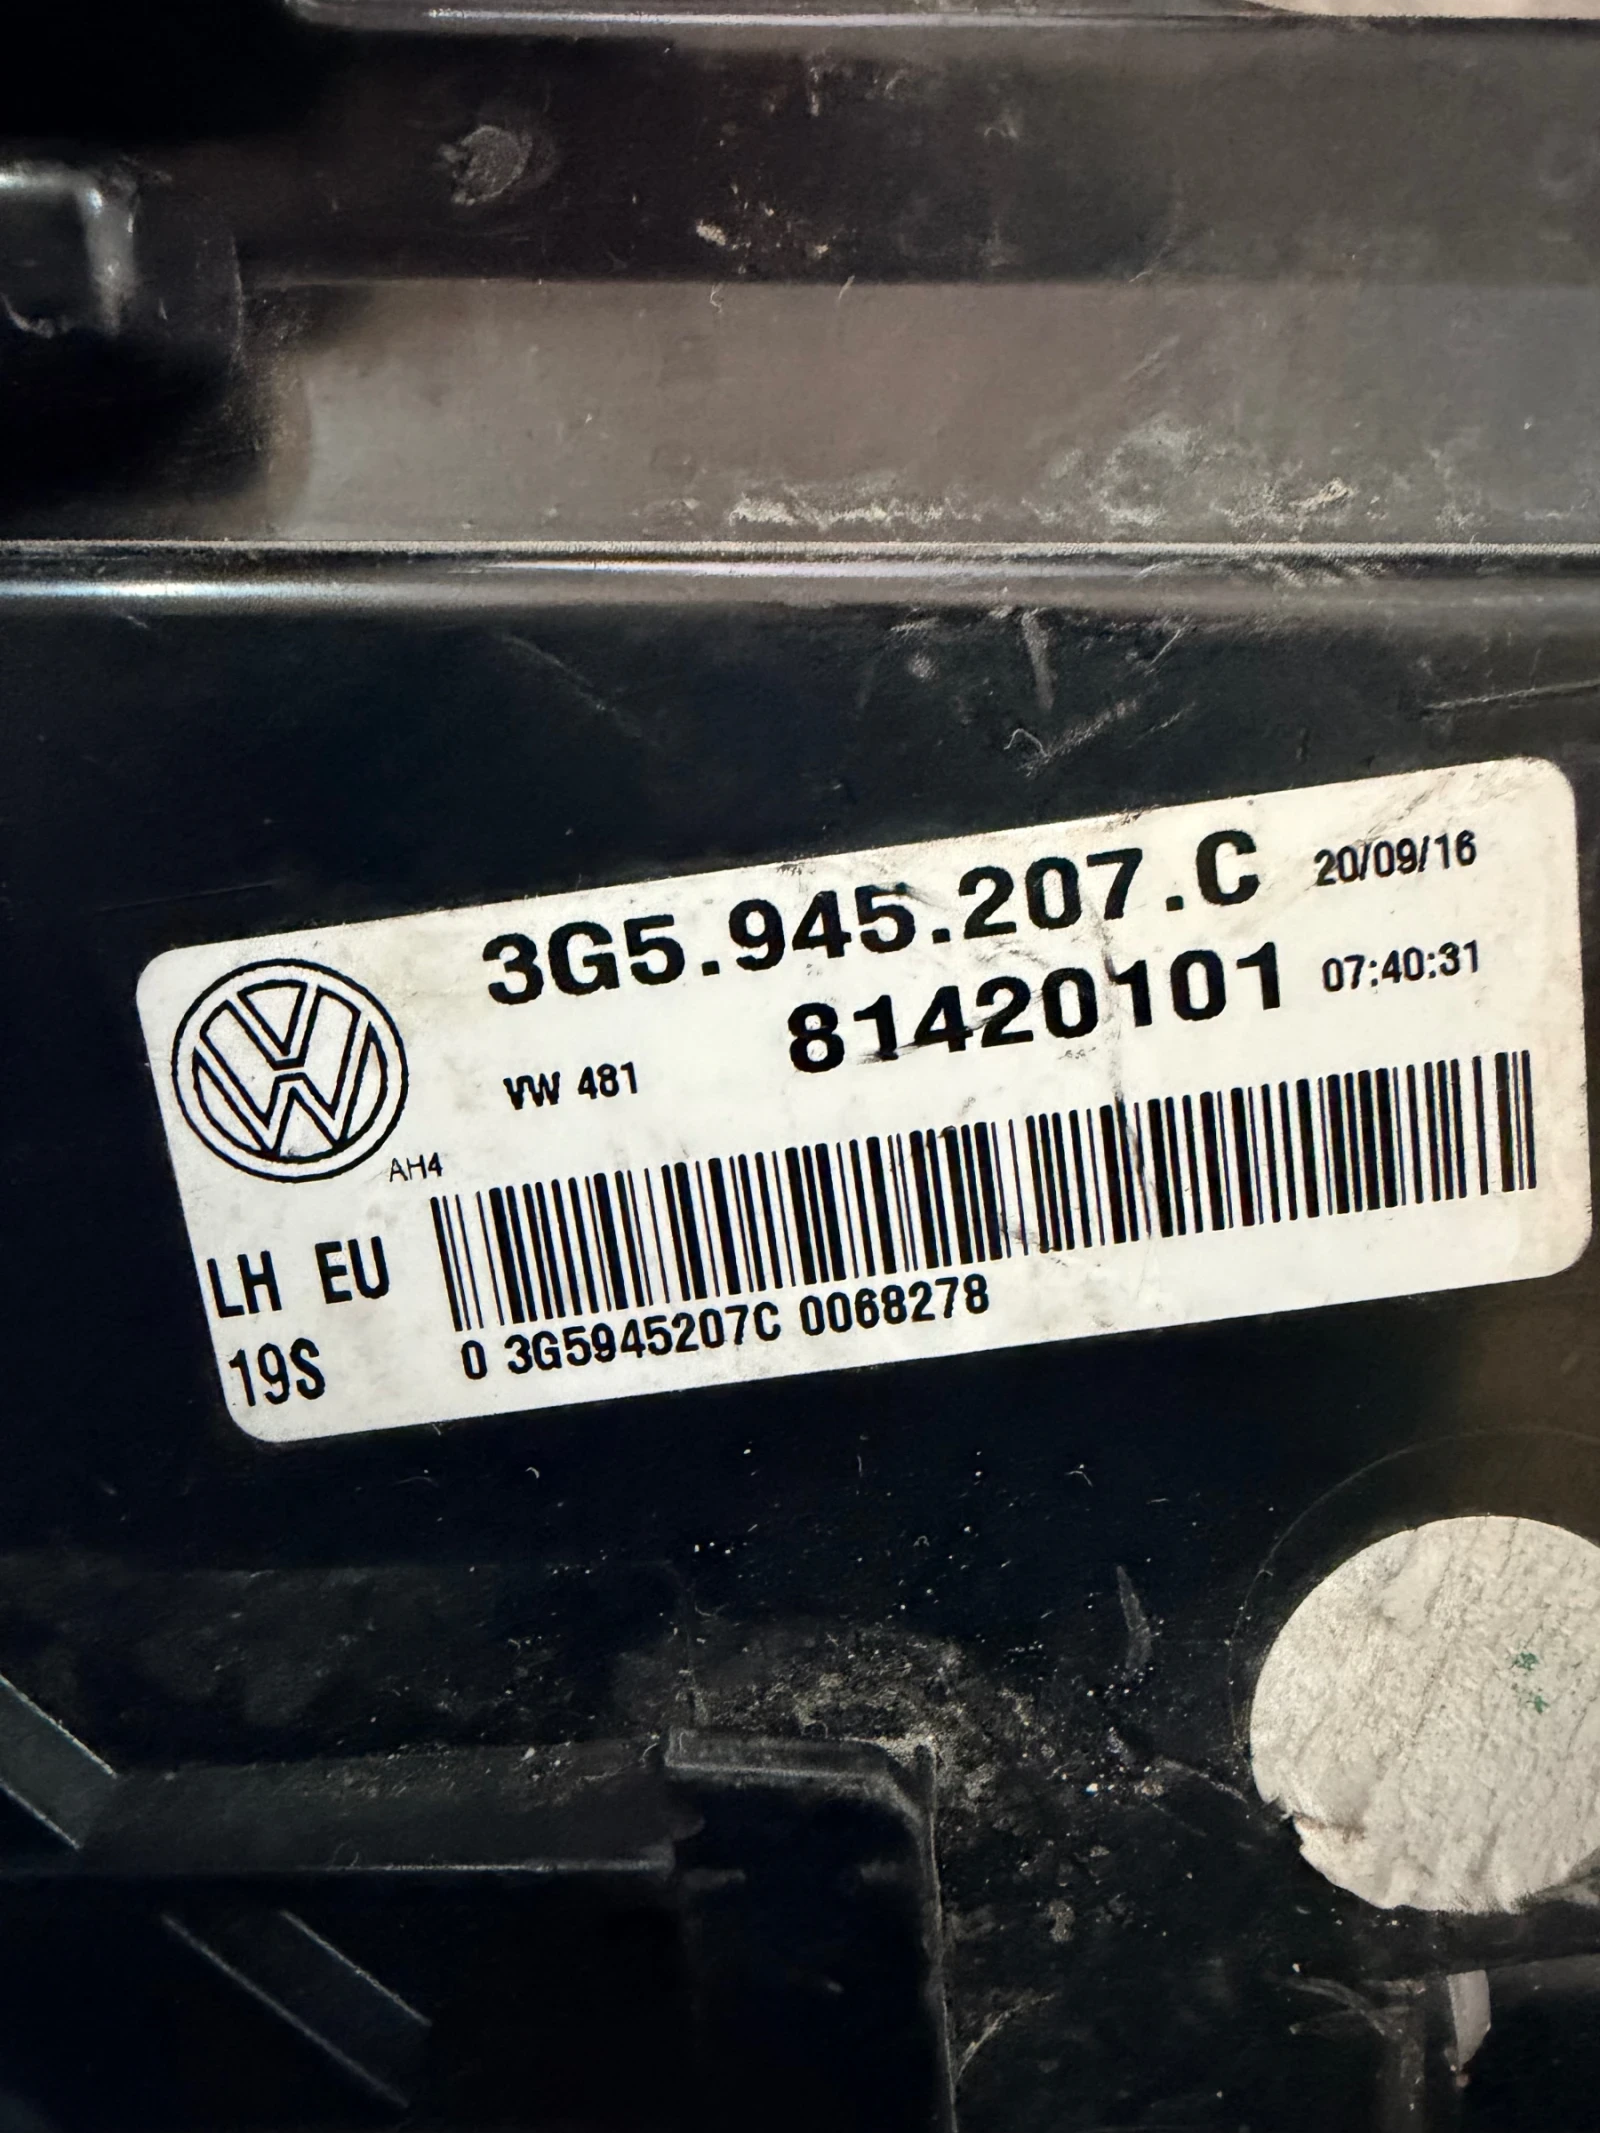 3G5.945.207.C 20/09/16
81420101 07:40:31
VW 481
AH4
LH EU
19S
0 3G5945207C 0068278